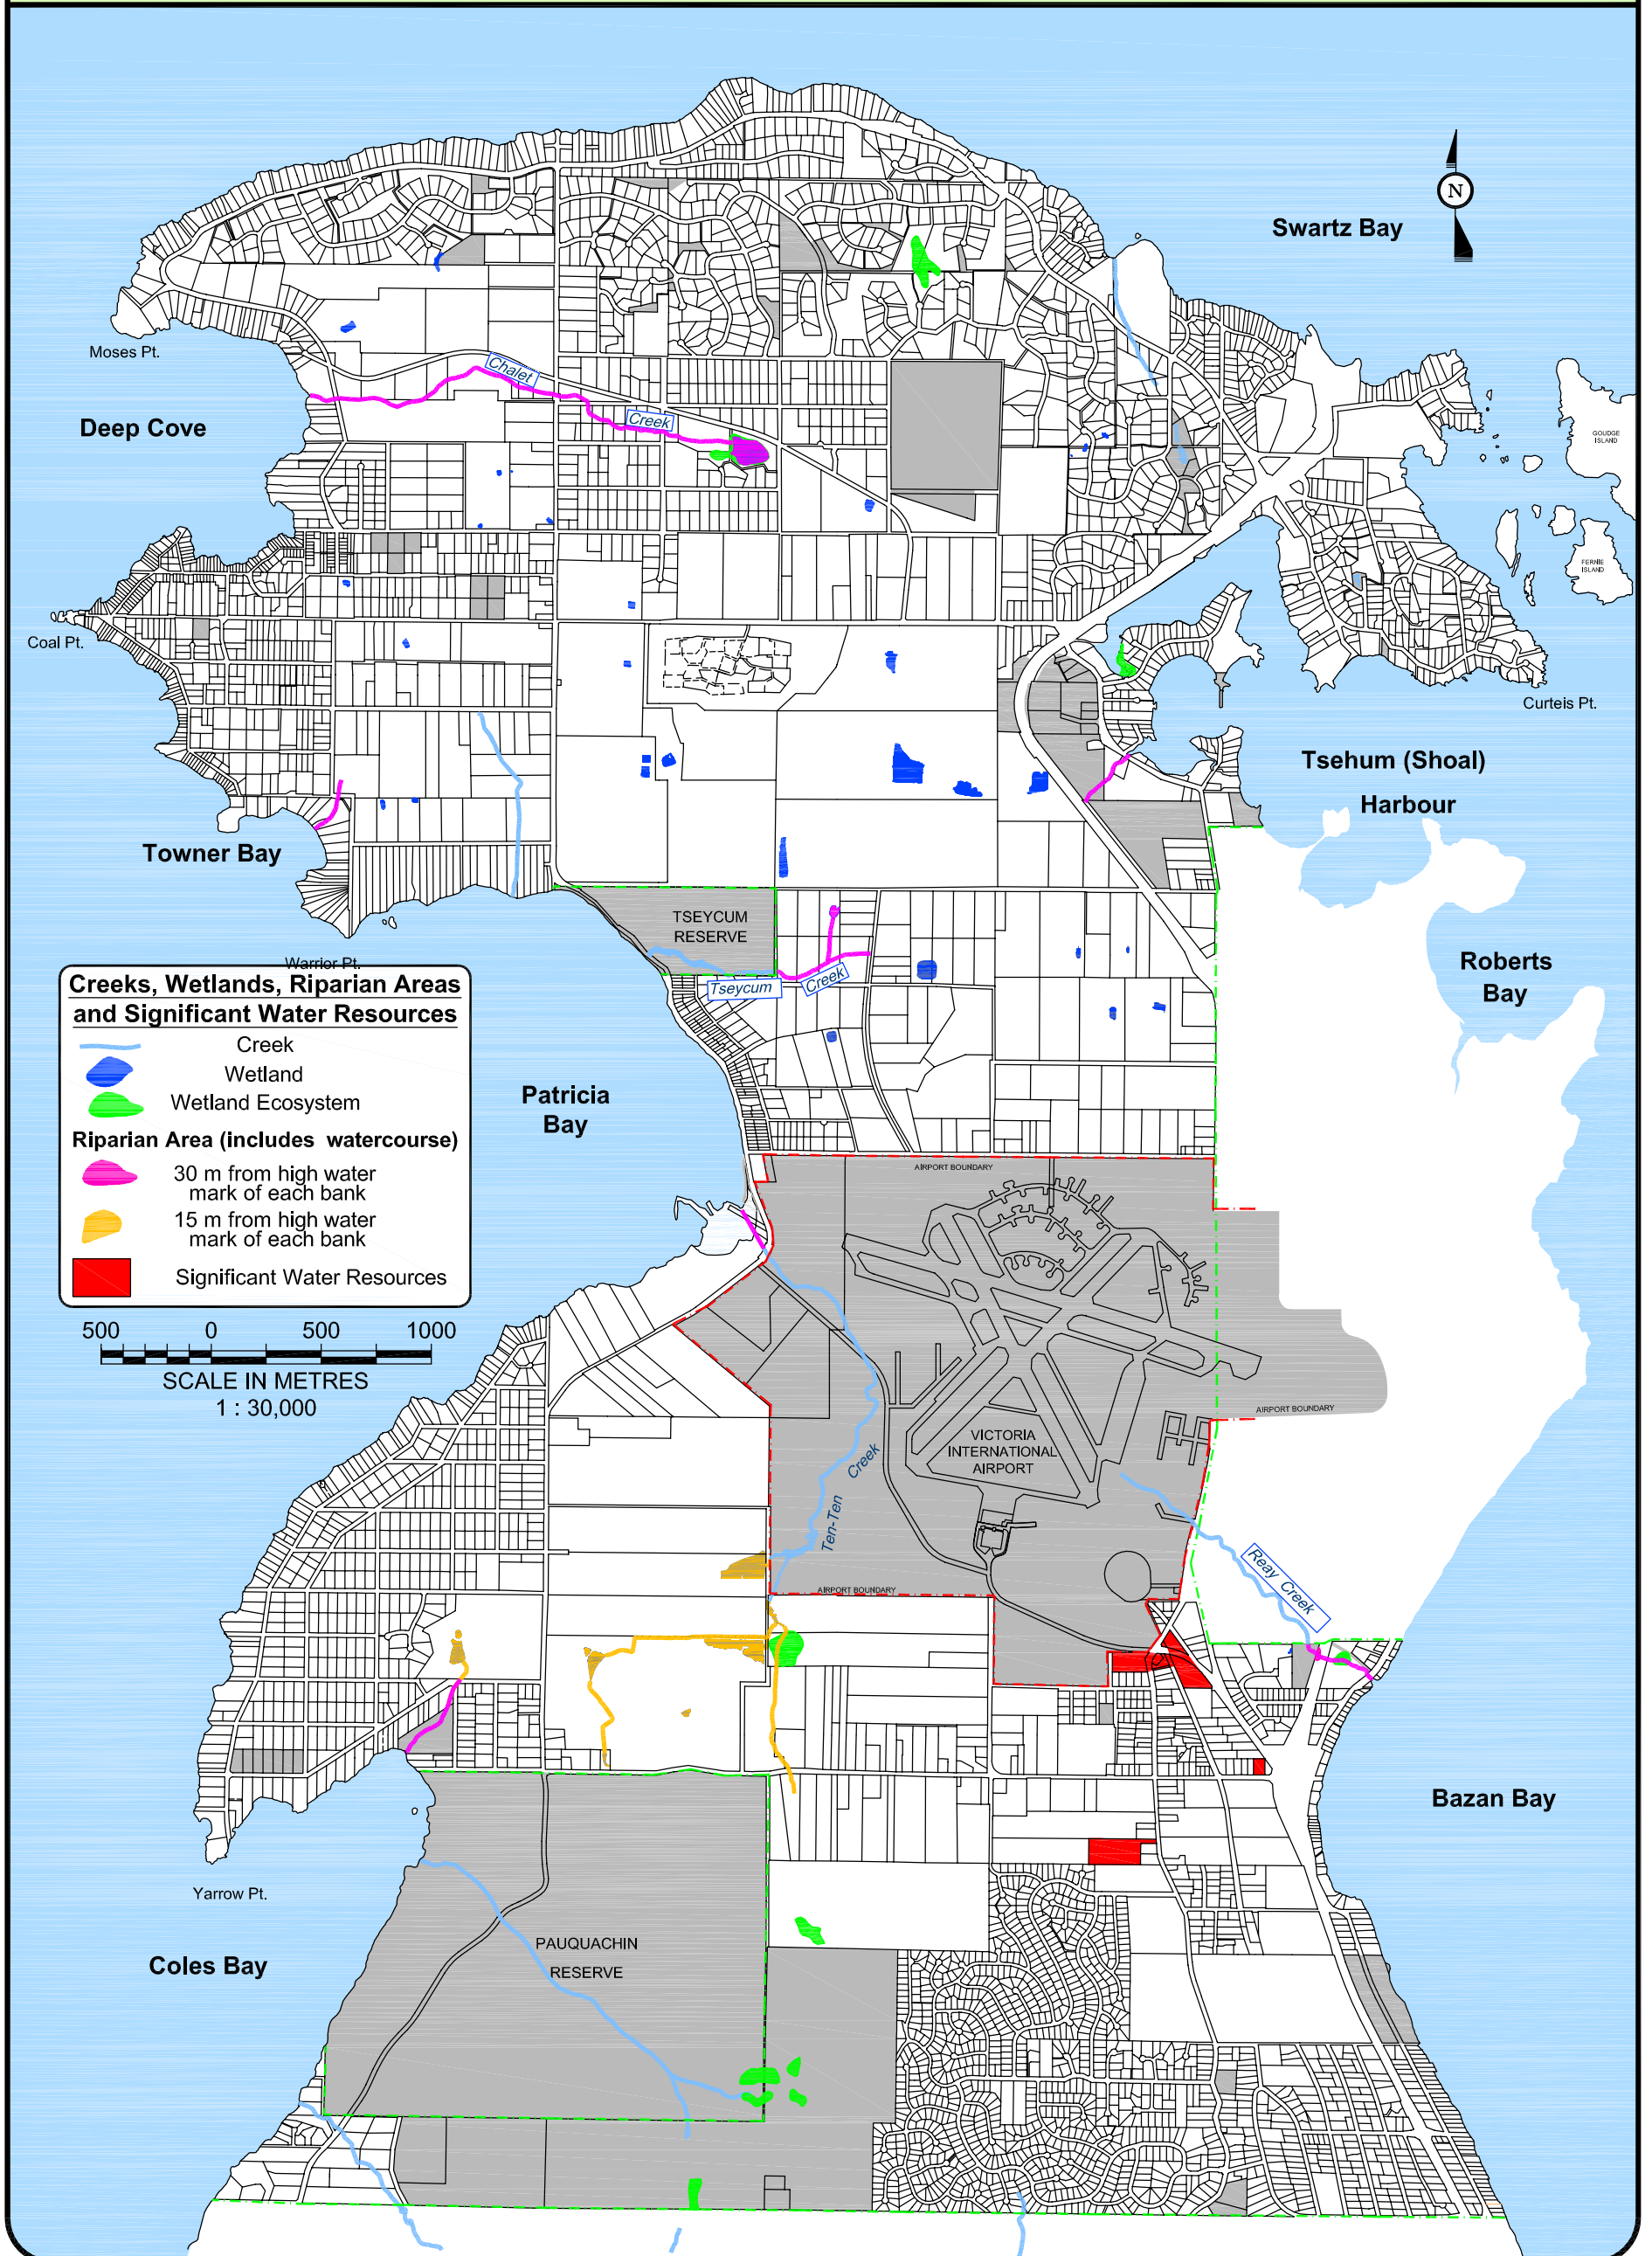 N
Swartz Bay
Moses Pt.
Chalet
Creek
Deep Cove
GOUDGE
ISLAND
FERNIE
ISLAND
Coal Pt.
Curteis Pt.
Tsehum (Shoal)
Harbour
Towner Bay
TSEYCUM
RESERVE
Tseycum
Creek
Roberts
Bay
Warrior Pt.
Creeks, Wetlands, Riparian Areas
and Significant Water Resources
Creek
Wetland
Wetland Ecosystem
Riparian Area (includes watercourse)
30 m from high water
mark of each bank
15 m from high water
mark of each bank
Significant Water Resources
Patricia
Bay
AIRPORT BOUNDARY
500 0 500 1000
SCALE IN METRES
1 : 30,000
AIRPORT BOUNDARY
VICTORIA
INTERNATIONAL
AIRPORT
Ten-Ten Creek
Reay Creek
AIRPORT BOUNDARY
Bazan Bay
Yarrow Pt.
PAUQUACHIN
RESERVE
Coles Bay